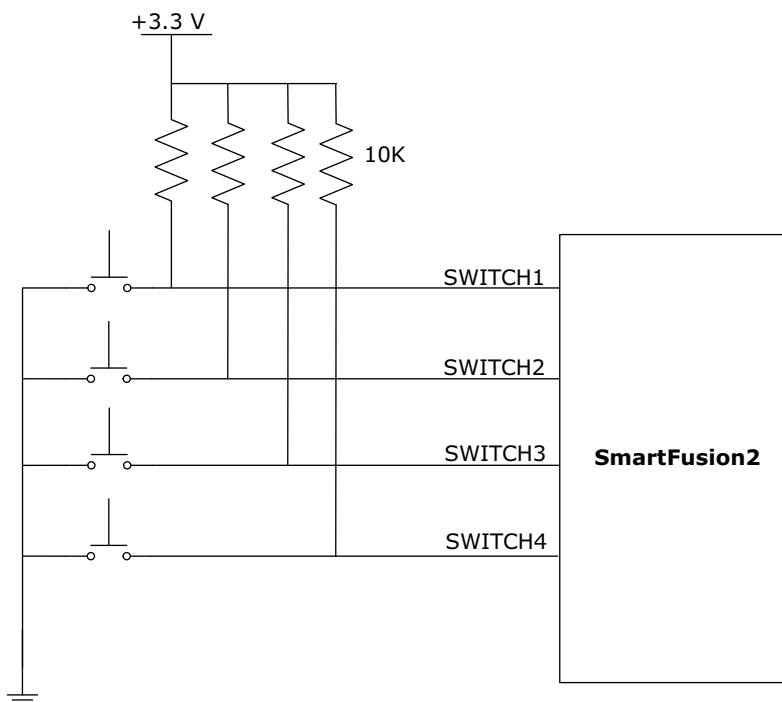 +3.3 V
10K
SWITCH1
SWITCH2
SWITCH3
SmartFusion2
SWITCH4